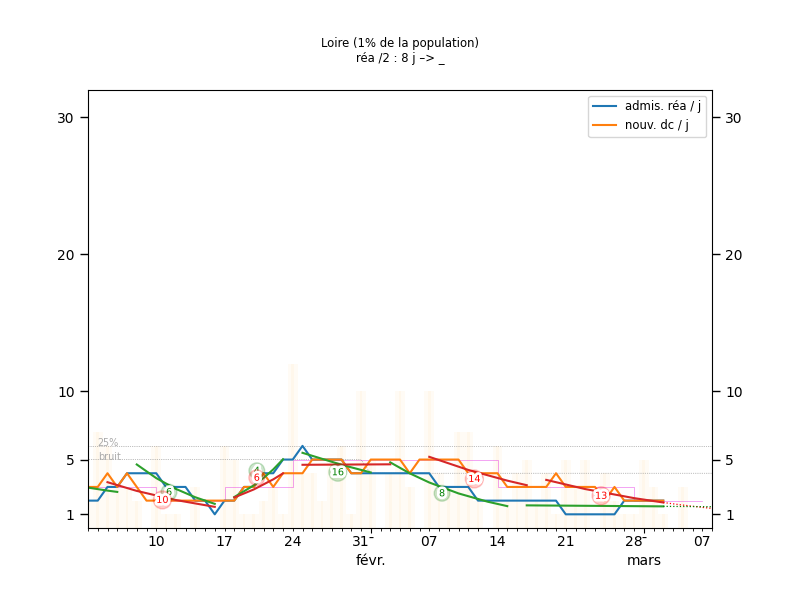 Loire (1% de la population)
réa /2 : 8 j –> _
admis. réa / j
nouv. dc / j
30 30
20 20
10 10
25%
bruit
5 5
4
6
16
6
8
14
10
13
1 1
10 17 24 31 07 14 21 28 07
févr. mars